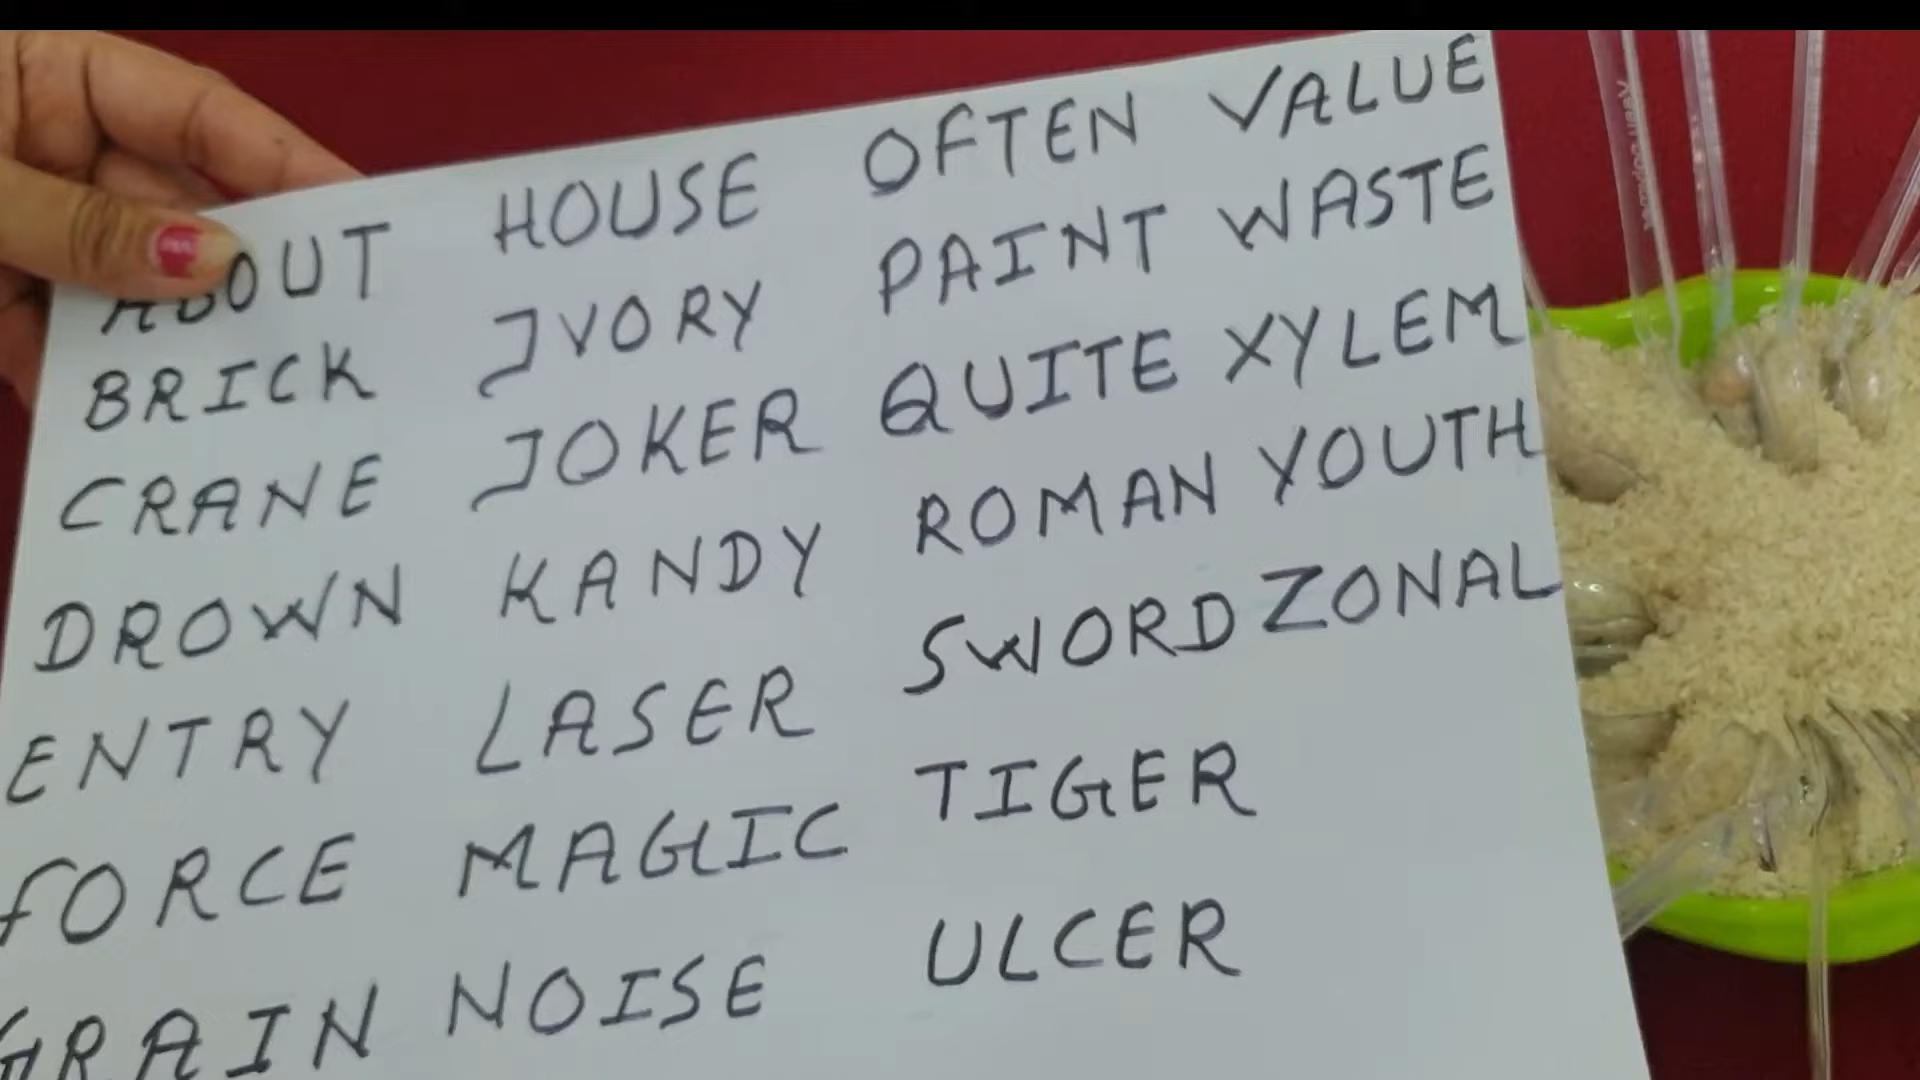 ABOUT HOUSE OFTEN VALUE
BRICK IVORY PAINT WASTE
CRANE JOKER QUITE XYLEM
DROWN KANDY ROMAN YOUTH
ENTRY LASER SWORD ZONAL
FORCE MAGIC TIGER
GRAIN NOISE ULCER